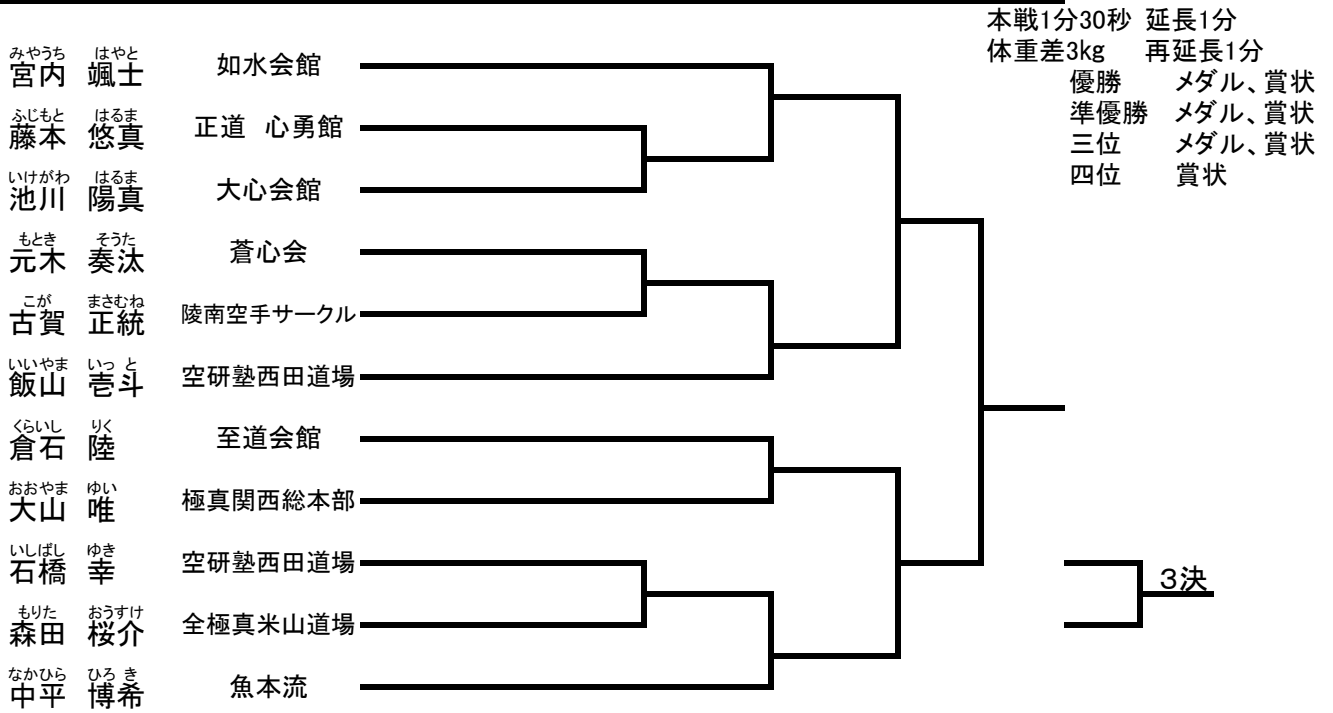 本戦1分30秒 延長1分
体重差3kg 再延長1分
優勝 メダル、賞状
準優勝 メダル、賞状
三位 メダル、賞状
四位 賞状
みやうち はやと
宮内 颯士 如水会館
ふじもと はるま
藤本 悠真 正道 心勇館
いけがわ はるま
池川 陽真 大心会館
もとき そうた
元木 奏汰 蒼心会
こが まさむね
古賀 正統 陵南空手サークル
いいやま いっ と
飯山 壱斗 空研塾西田道場
くらいし りく
倉石 陸 至道会館
おおやま ゆい
大山 唯 極真関西総本部
いしばし ゆき
石橋 幸 空研塾西田道場
3決
もりた おうすけ
森田 桜介 全極真米山道場
なかひら ひろ き
中平 博希 魚本流